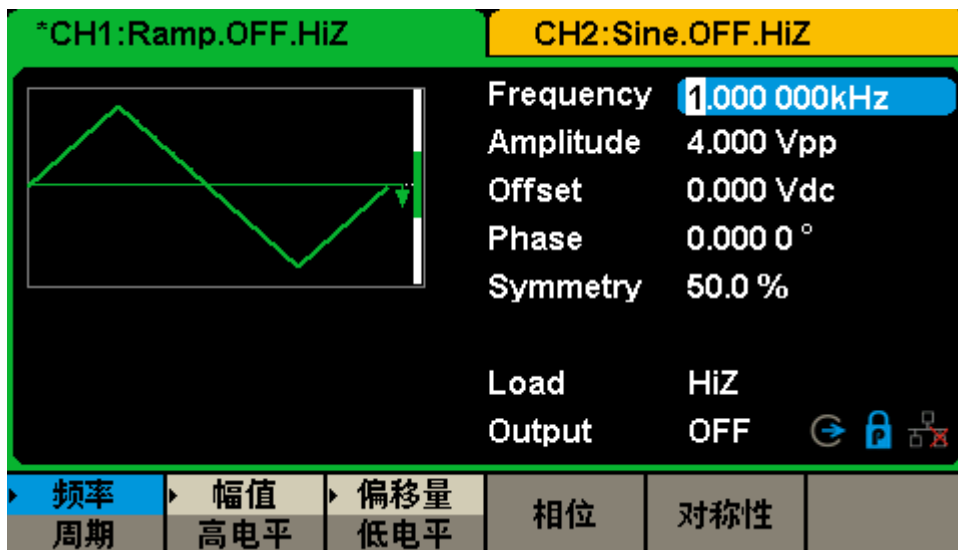 *CH1:Ramp.OFF.HiZ
CH2:Sine.OFF.HiZ
Frequency 1.000 000kHz
Amplitude 4.000 Vpp
Offset 0.000 Vdc
Phase 0.000 0 °
Symmetry 50.0 %
Load HiZ
Output OFF
P
频率
周期
幅值
高电平
偏移量
低电平
相位
对称性